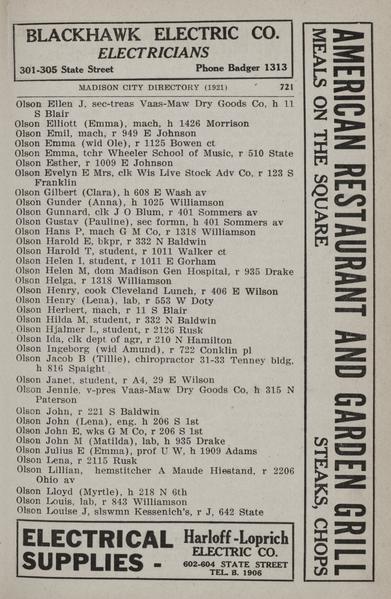 BLACKHAWK ELECTRIC CO.
ELECTRICIANS
301-305 State Street Phone Badger 1313
MADISON CITY DIRECTORY (1921) 721
Olson Ellen J, sec-treas Vaas-Maw Dry Goods Co, h 11
S Blair
Olson Elliott (Emma), mach, h 1426 Morrison
Olson Emil, mach, r 949 E Johnson
Olson Emma (wid Ole), r 1125 Bowen ct
Olson Emma, tchr Wheeler School of Music, r 510 State
Olson Esther, r 1009 E Johnson
Olson Evelyn E Mrs, clk Wis Live Stock Adv Co, r 123 S
Franklin
Olson Gilbert (Clara), h 608 E Wash av
Olson Gunder (Anna), h 1025 Williamson
Olson Gunnard, clk J O Blum, r 401 Sommers av
Olson Gustav (Pauline), sec formn, h 401 Sommers av
Olson Hans P, mach G M Co, r 1318 Williamson
Olson Harold E, bkpr, r 332 N Baldwin
Olson Harold T, student, r 1011 Walker ct
Olson Helen I, student, r 1011 E Gorham
Olson Helen M, dom Madison Gen Hospital, r 935 Drake
Olson Helga, r 1318 Williamson
Olson Henry, cook Cleveland Lunch, r 406 E Wilson
Olson Henry (Lena), lab, r 553 W Doty
Olson Herbert, mach, r 11 S Blair
Olson Hilda M, student, r 332 N Baldwin
Olson Hjalmer L, student, r 2126 Rusk
Olson Ida, clk dept of agr, r 210 N Hamilton
Olson Ingeborg (wid Amund), r 722 Conklin pl
Olson Jacob B (Tillie), chiropractor 31-33 Tenney bldg,
h 816 Spaight
Olson Janet, student, r A4, 29 E Wilson
Olson Jennie, v-pres Vaas-Maw Dry Goods Co, h 315 N
Paterson
Olson John, r 221 S Baldwin
Olson John (Lena), eng, h 206 S 1st
Olson John E, wks G M Co, r 206 S 1st
Olson John M (Matilda), lab, h 935 Drake
Olson Julius E (Emma), prof U W, h 1909 Adams
Olson Lena, r 2115 Rusk
Olson Lillian, hemstitcher A Maude Hiestand, r 2206
Ohio av
Olson Lloyd (Myrtle), h 218 N 6th
Olson Louis, lab, r 843 Williamson
Olson Louise J, slswmn Kessenich's, r J, 642 State
ELECTRICAL
SUPPLIES -
Harloff-Loprich
ELECTRIC CO.
602-604 STATE STREET
TEL. B. 1906
AMERICAN RESTAURANT AND GARDEN GRILL
MEALS ON THE SQUARE STEAKS, CHOPS